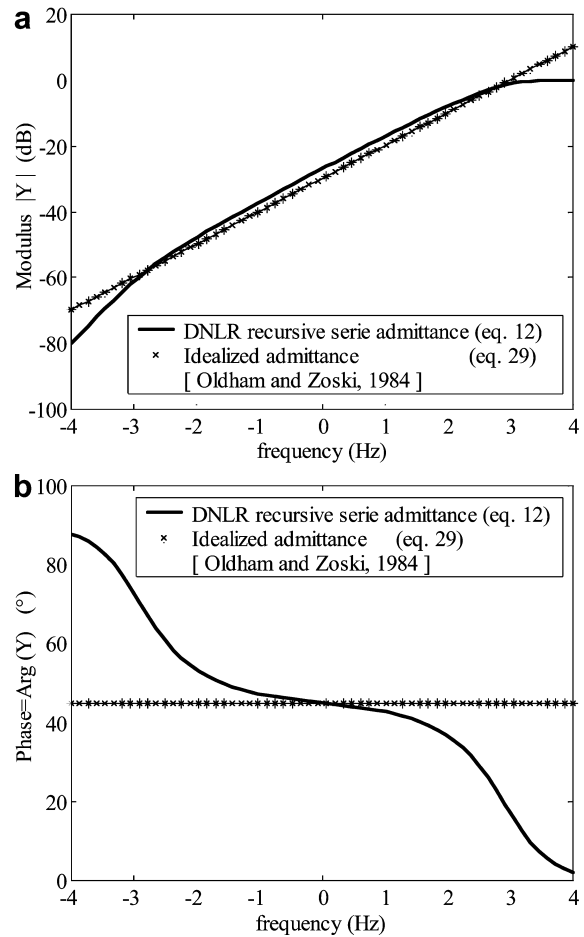 a
20
0
-20
-40
-60
-80
-100
Modulus |Y| (dB)
DNLR recursive serie admittance (eq. 12)
Idealized admittance (eq. 29)
[ Oldham and Zoski, 1984 ]
-4 -3 -2 -1 0 1 2 3 4
frequency (Hz)
b
100
80
60
40
20
0
Phase=Arg (Y) (°)
DNLR recursive serie admittance (eq. 12)
Idealized admittance (eq. 29)
[ Oldham and Zoski, 1984 ]
-4 -3 -2 -1 0 1 2 3 4
frequency (Hz)